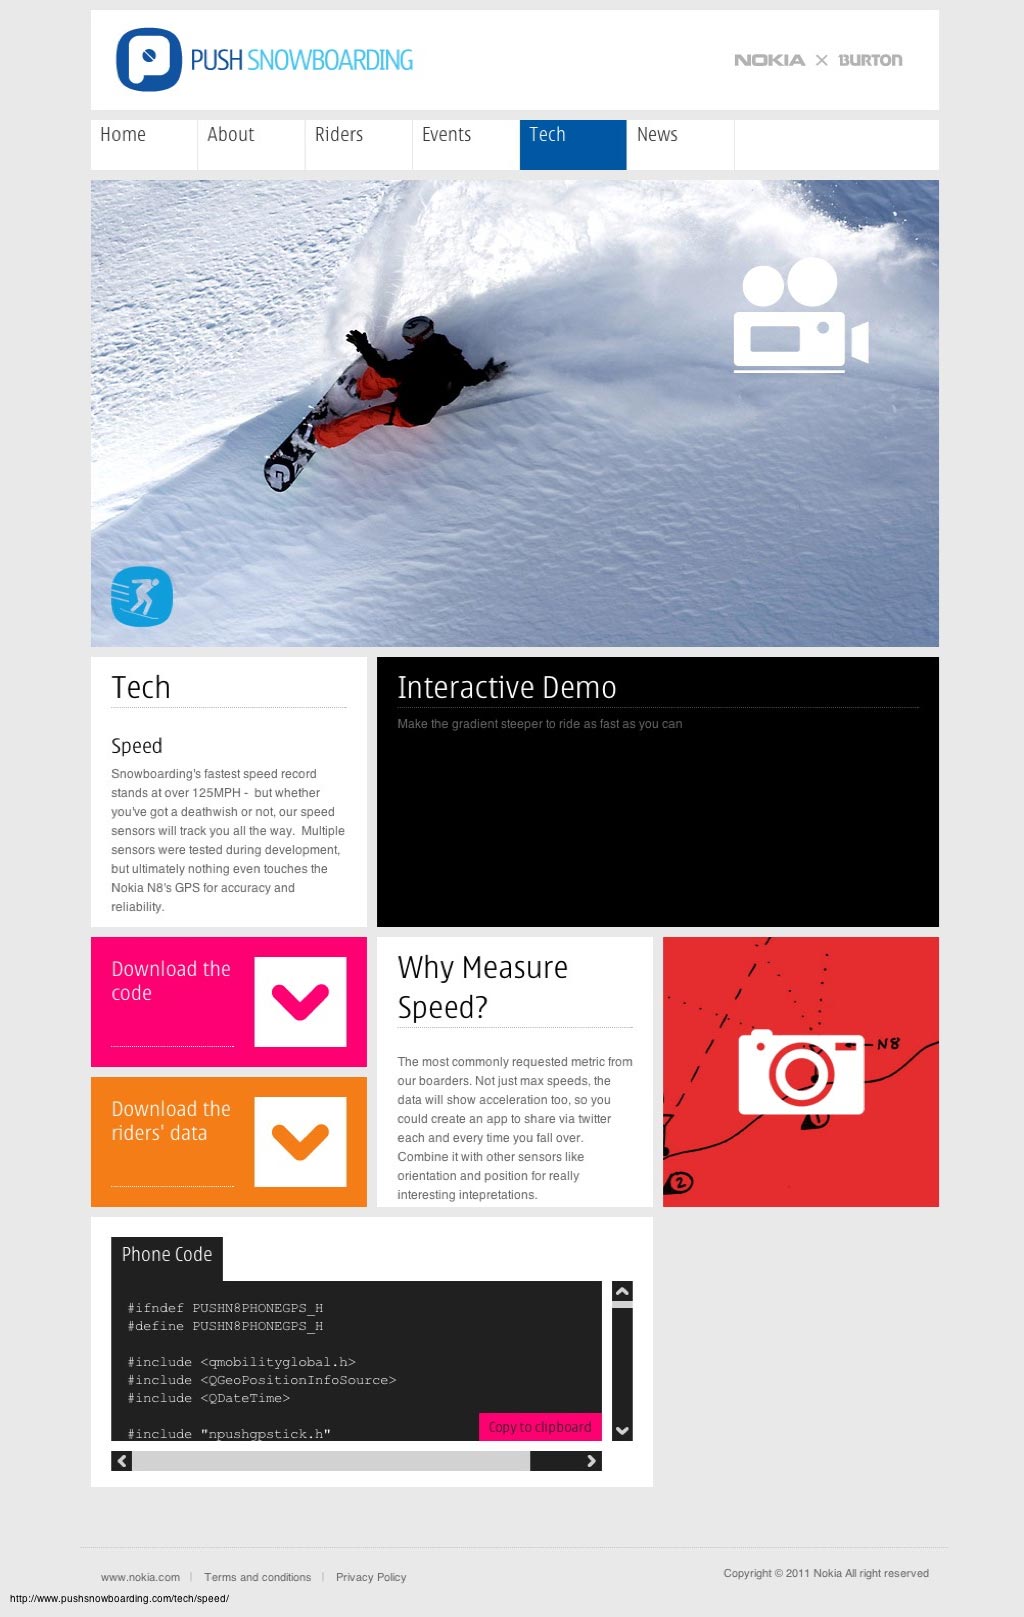 PUSH SNOWBOARDING
NOKIA × BURTON
Home
About
Riders
Events
Tech
News
Tech
Speed
Snowboarding's fastest speed record
stands at over 125MPH -  but whether
you've got a deathwish or not, our speed
sensors will track you all the way.  Multiple
sensors were tested during development,
but ultimately nothing even touches the
Nokia N8's GPS for accuracy and
reliability.
Interactive Demo
Make the gradient steeper to ride as fast as you can
Download the
code
Download the
riders' data
Why Measure
Speed?
The most commonly requested metric from
our boarders. Not just max speeds, the
data will show acceleration too, so you
could create an app to share via twitter
each and every time you fall over.
Combine it with other sensors like
orientation and position for really
interesting intepretations.
N8
1
2
Phone Code
#ifndef PUSHN8PHONEGPS_H
#define PUSHN8PHONEGPS_H
#include <qmobilityglobal.h>
#include <QGeoPositionInfoSource>
#include <QDateTime>
#include "npushgpstick.h"
Copy to clipboard
www.nokia.com | Terms and conditions | Privacy Policy
Copyright © 2011 Nokia All right reserved
http://www.pushsnowboarding.com/tech/speed/